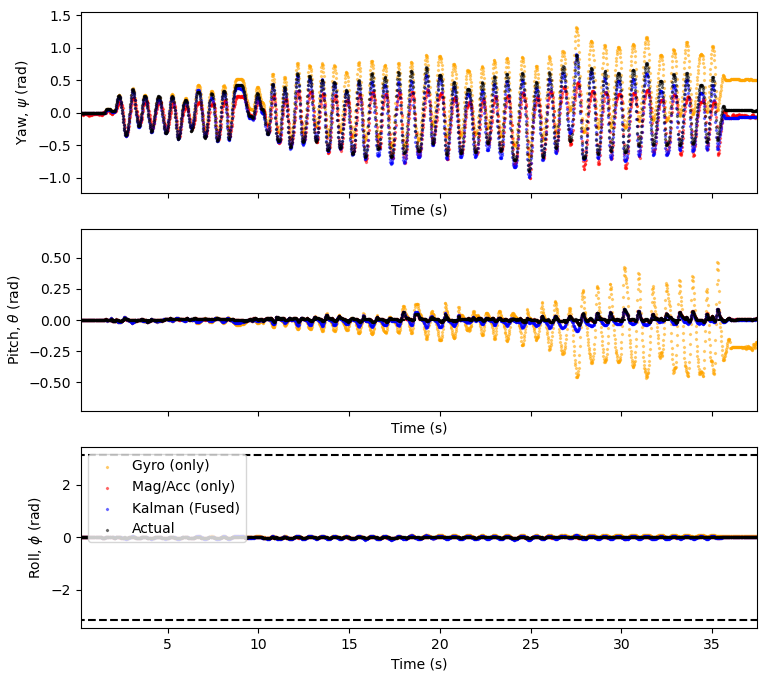 1.5
1.0
0.5
0.0
−0.5
−1.0
Yaw, ψ (rad)
Time (s)
0.50
0.25
0.00
−0.25
−0.50
Pitch, θ (rad)
Time (s)
2
0
−2
Roll, ϕ (rad)
Gyro (only)
Mag/Acc (only)
Kalman (Fused)
Actual
5 10 15 20 25 30 35
Time (s)